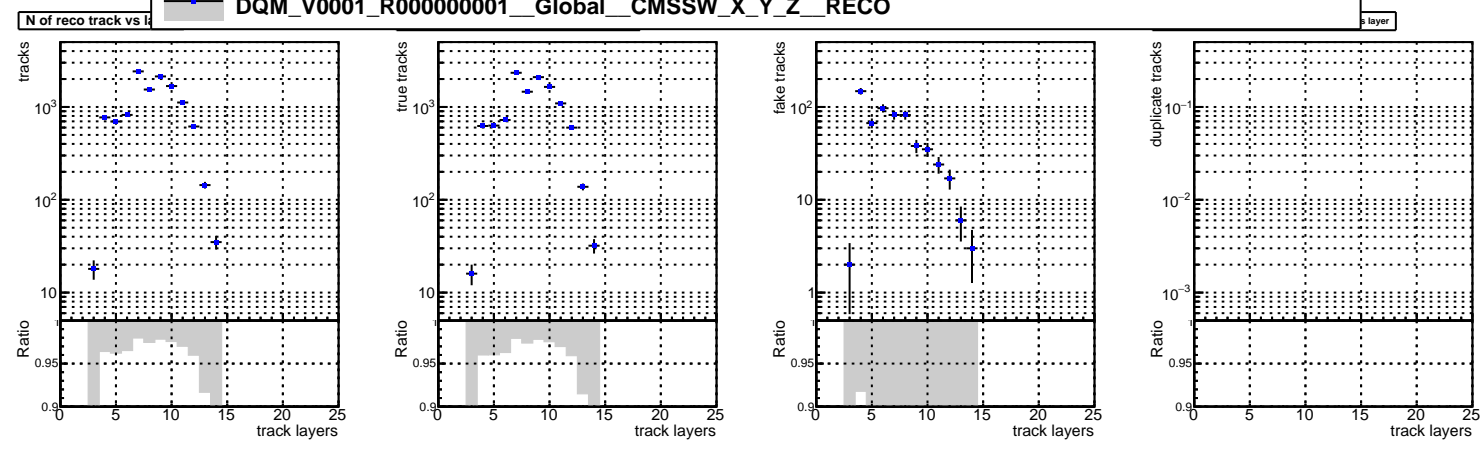 DQM_V0001_R000000001__Global__CMSSW_X_Y_Z__RECO
N of reco track vs la
s layer
tracks
10³
10²
10
Ratio
1
0.95
0.9
0 5 10 15 20 25
track layers
true tracks
10³
10²
10
Ratio
1
0.95
0.9
0 5 10 15 20 25
track layers
fake tracks
10²
10
1
Ratio
0.95
0.9
0 5 10 15 20 25
track layers
duplicate tracks
10⁻¹
10⁻²
10⁻³
Ratio
1
0.95
0.9
0 5 10 15 20 25
track layers